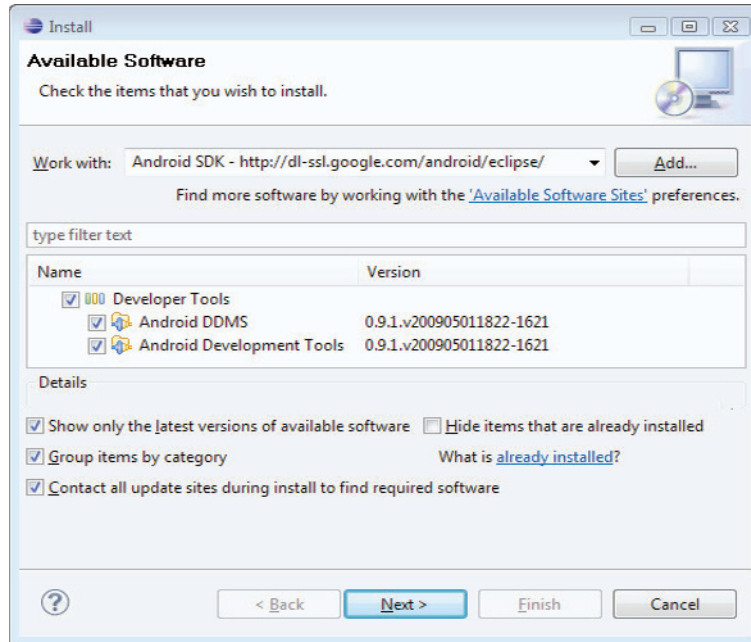 Install
Available Software
Check the items that you wish to install.
Work with: Android SDK - http://dl-ssl.google.com/android/eclipse/ Add...
Find more software by working with the 'Available Software Sites' preferences.
type filter text
Name Version
Developer Tools
Android DDMS 0.9.1.v200905011822-1621
Android Development Tools 0.9.1.v200905011822-1621
Details
Show only the latest versions of available software Hide items that are already installed
Group items by category What is already installed?
Contact all update sites during install to find required software
? < Back Next > Finish Cancel